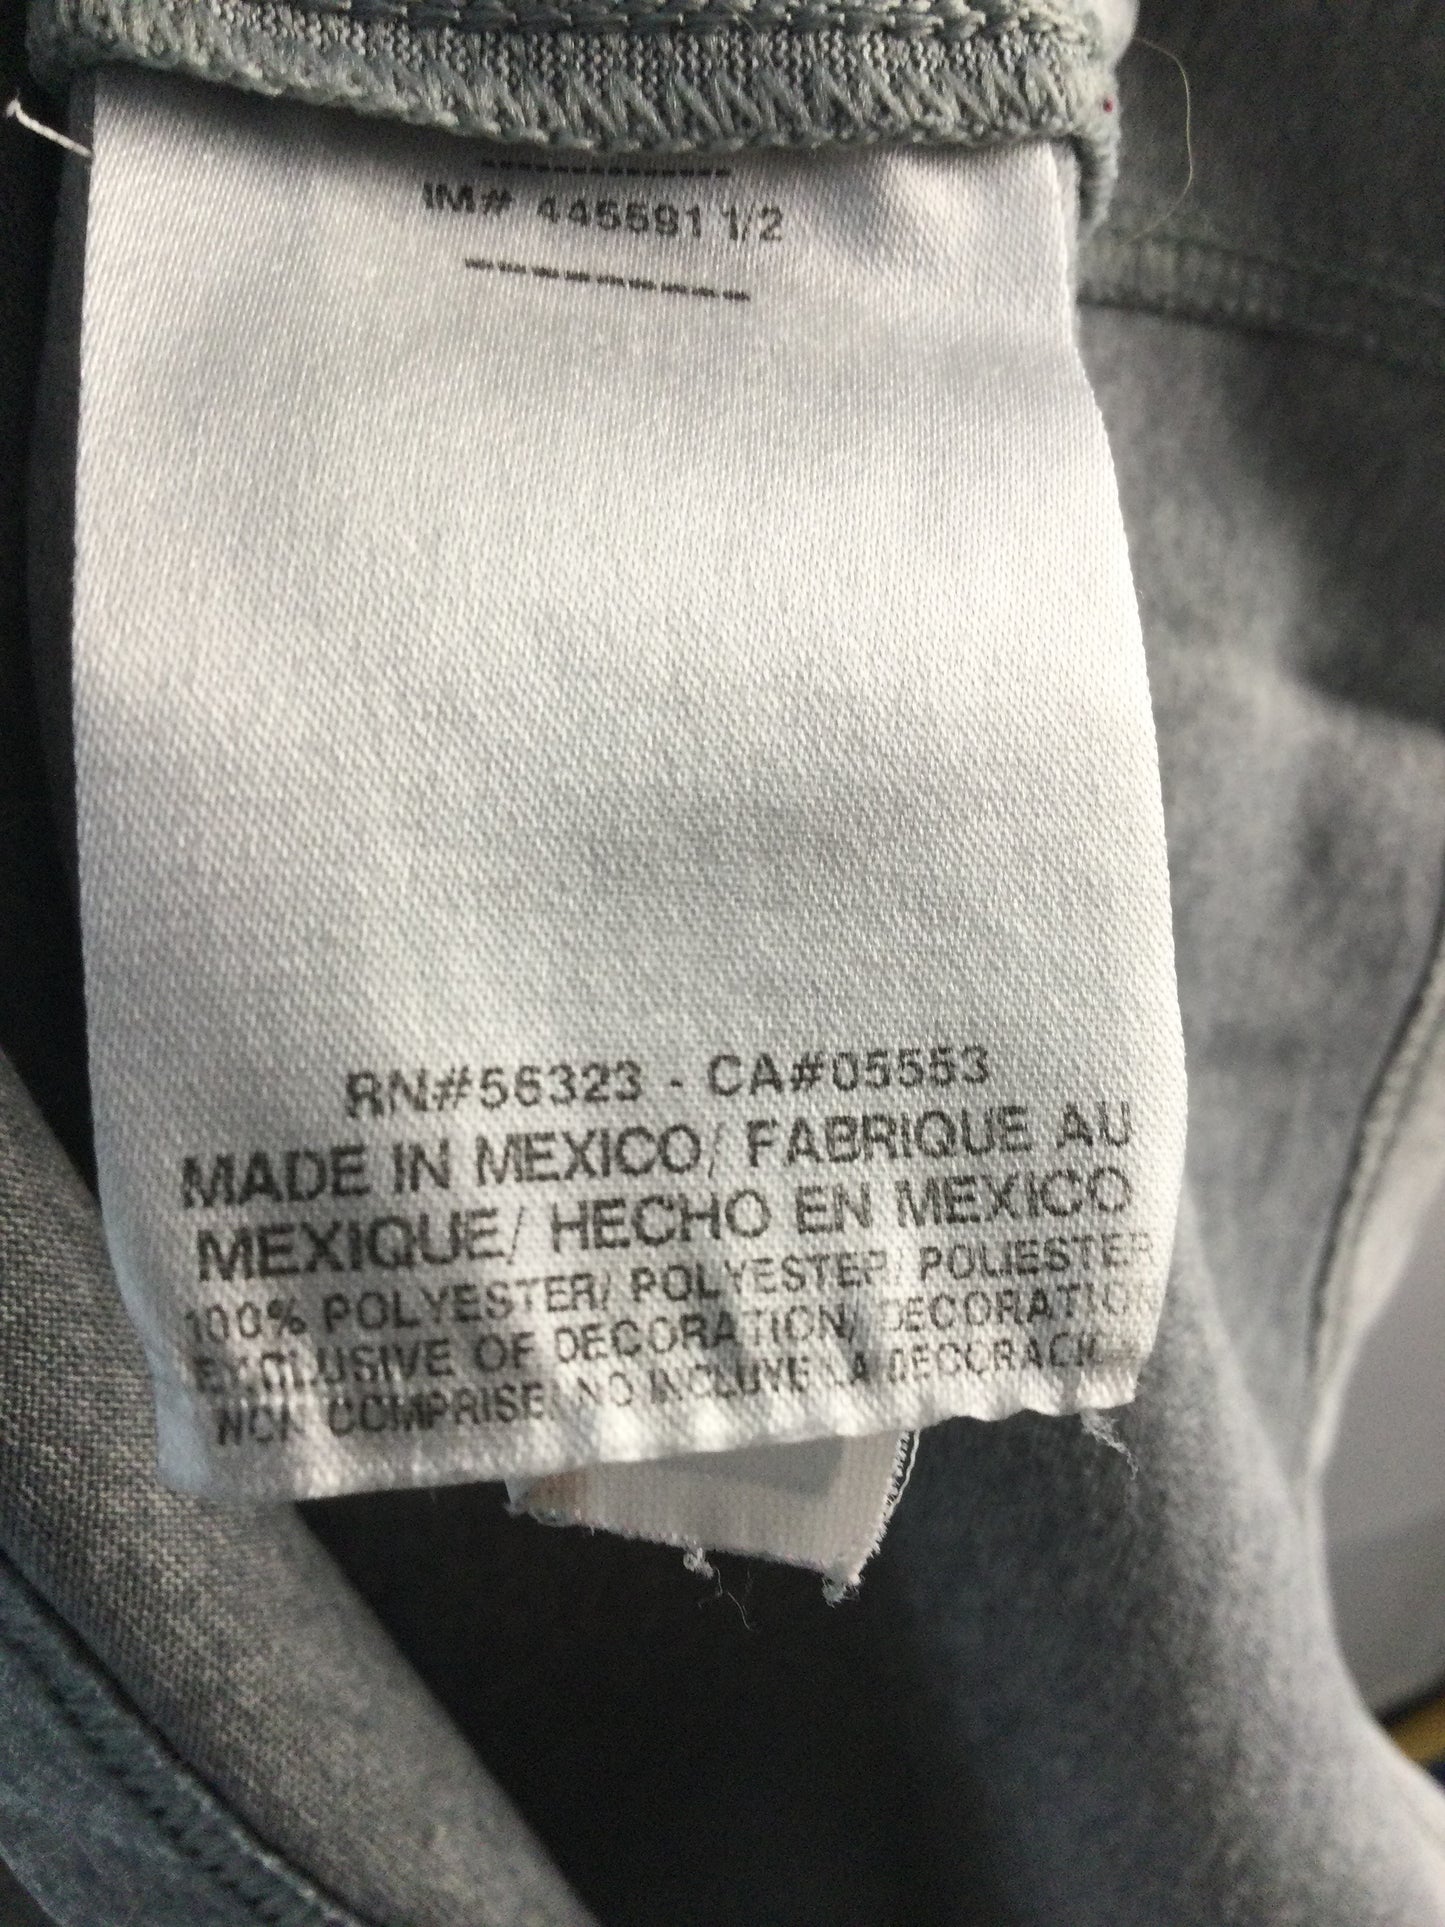 IM# 445591 1/2
RN#56323 - CA#05553
MADE IN MEXICO/ FABRIQUE AU
MEXIQUE/ HECHO EN MEXICO
100% POLYESTER/ POLYESTER/ POLIESTER
EXCLUSIVE OF DECORATION/ DECORATION
NON COMPRISE/ NO INCLUYE LA